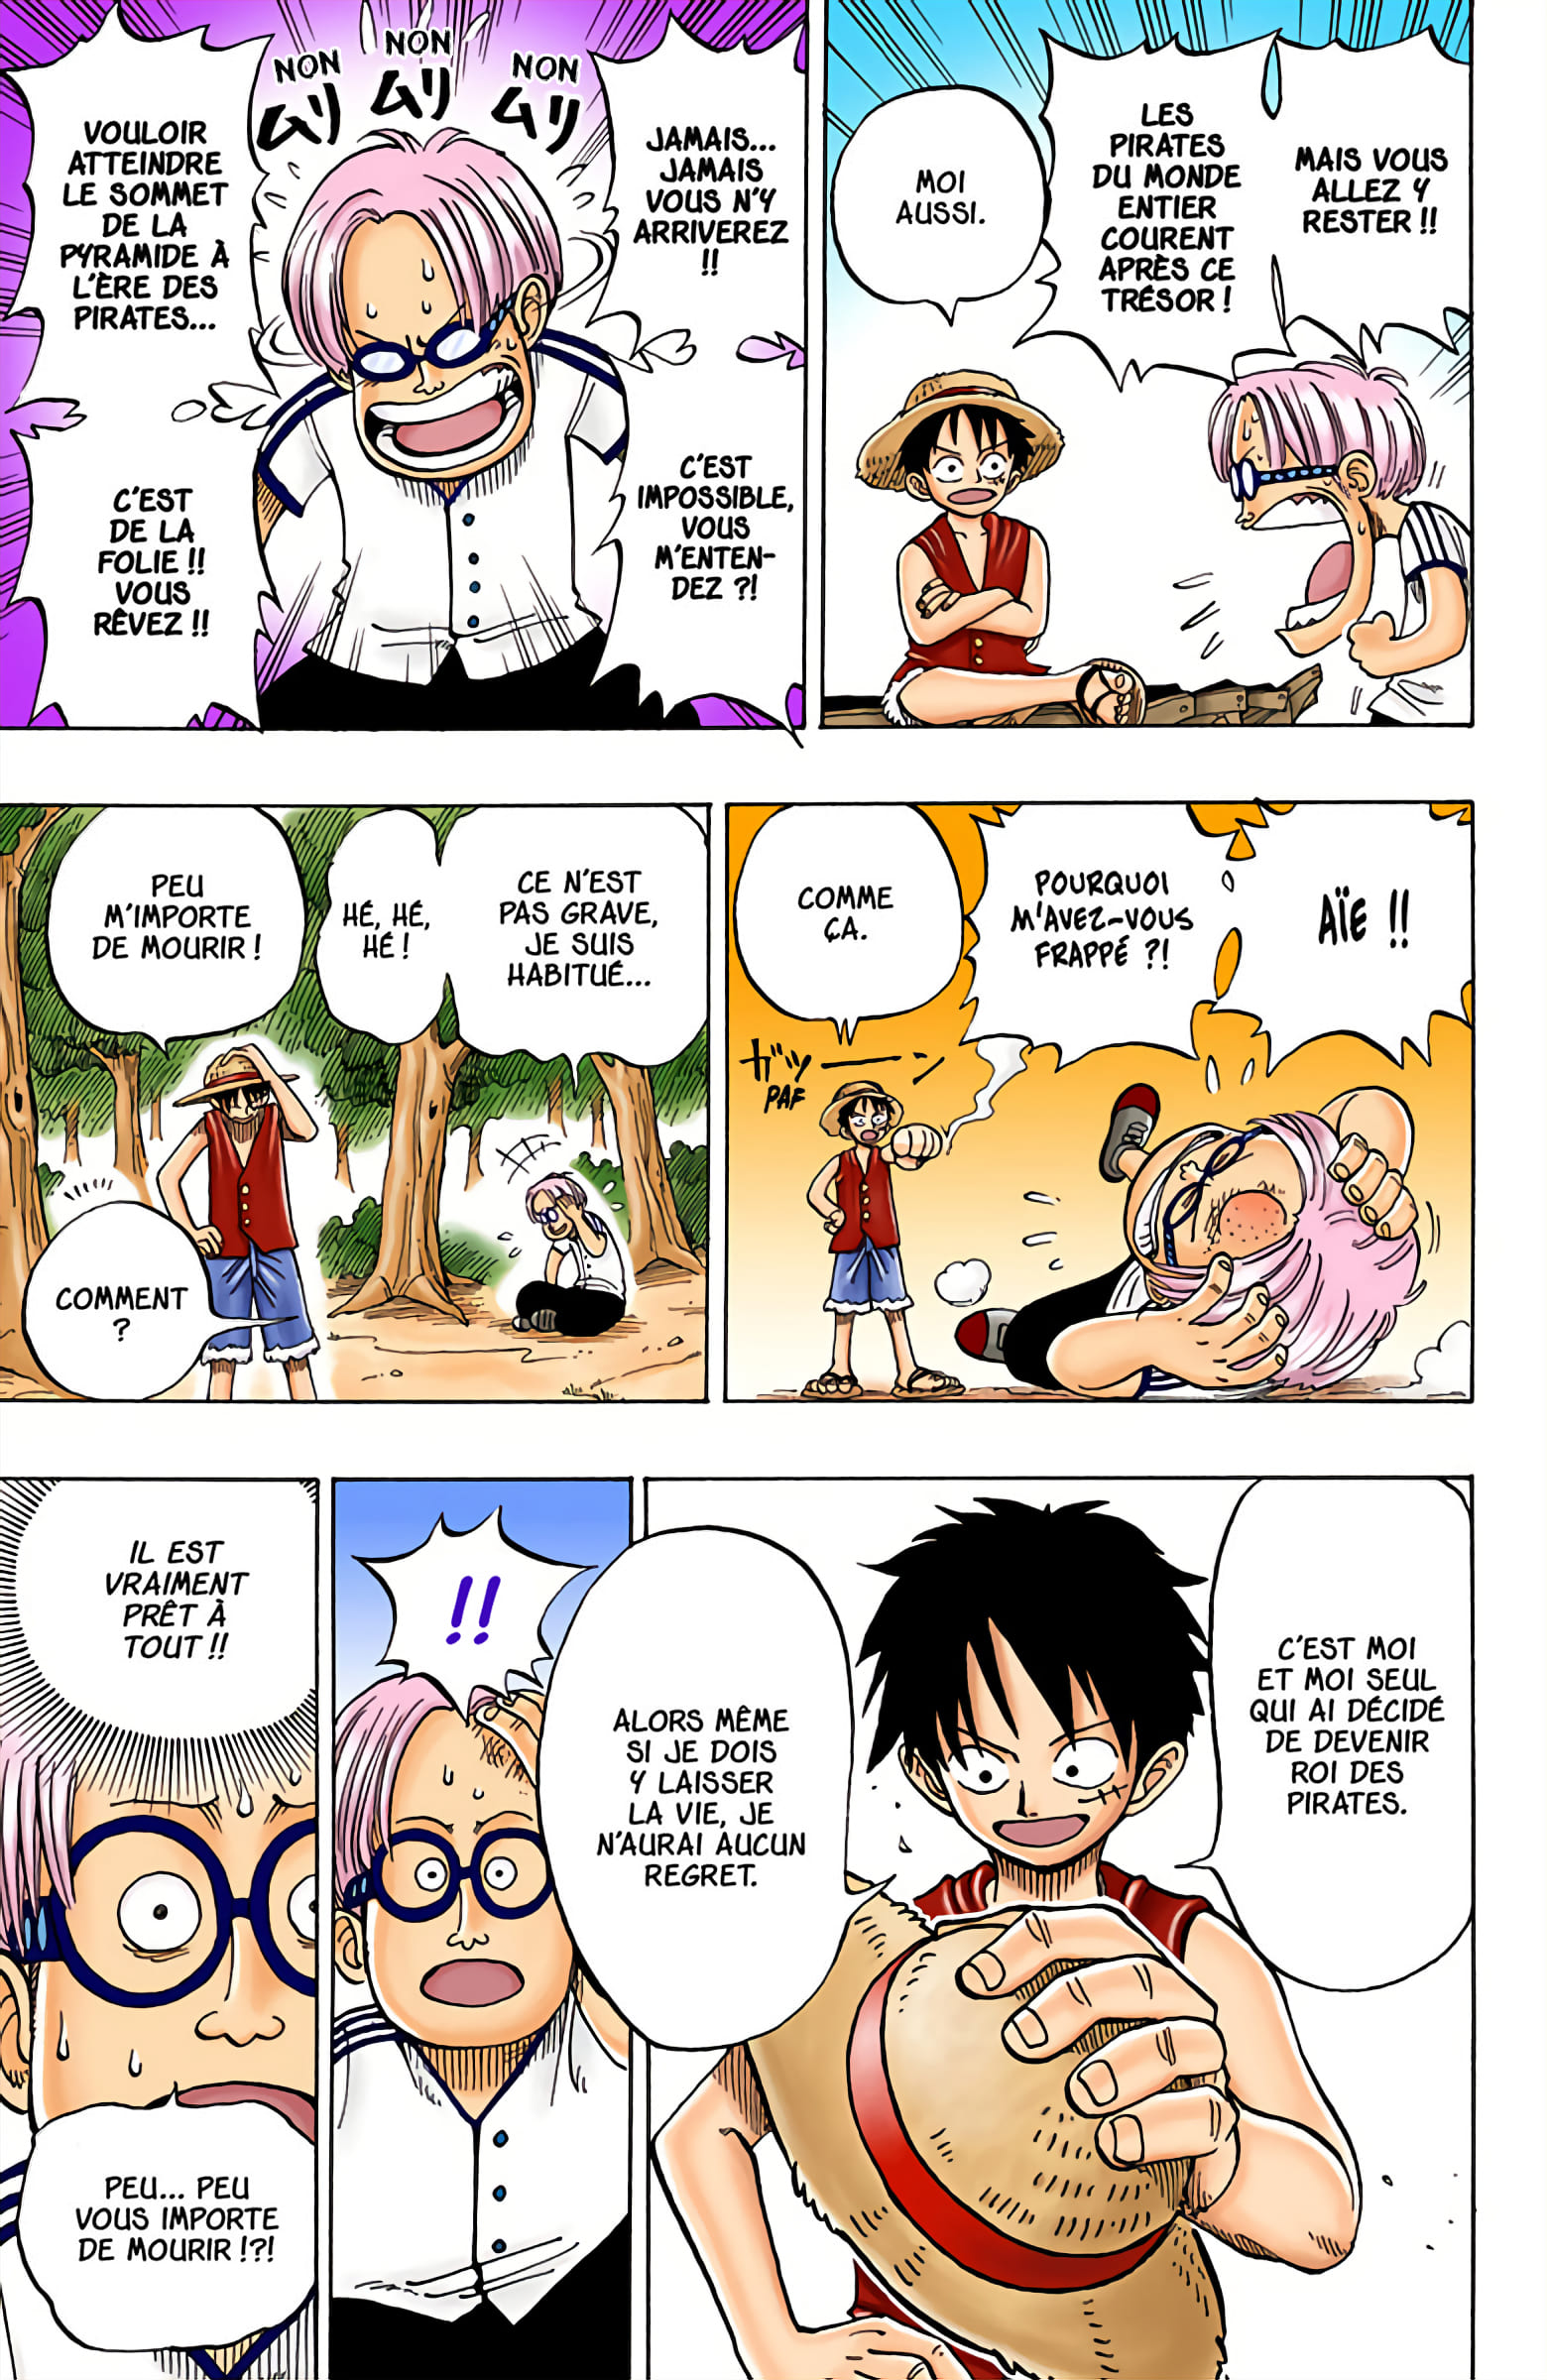 MAIS VOUS
ALLEZ Y
RESTER !!
LES
PIRATES
DU MONDE
ENTIER
COURENT
APRÈS CE
TRÉSOR !
MOI
AUSSI.
JAMAIS...
JAMAIS
VOUS N'Y
ARRIVEREZ
!!
C'EST
IMPOSSIBLE,
VOUS
M'ENTEN-
DEZ ?!
NON
ムリ
NON
ムリ
NON
ムリ
VOULOIR
ATTEINDRE
LE SOMMET
DE LA
PYRAMIDE À
L'ÈRE DES
PIRATES...
C'EST
DE LA
FOLIE !!
VOUS
RÊVEZ !!
AÏE !!
POURQUOI
M'AVEZ-VOUS
FRAPPÉ ?!
COMME
ÇA.
ガツーン
PAF
CE N'EST
PAS GRAVE,
JE SUIS
HABITUÉ...
HÉ, HÉ,
HÉ !
PEU
M'IMPORTE
DE MOURIR !
COMMENT
?
C'EST MOI
ET MOI SEUL
QUI AI DÉCIDÉ
DE DEVENIR
ROI DES
PIRATES.
ALORS MÊME
SI JE DOIS
Y LAISSER
LA VIE, JE
N'AURAI AUCUN
REGRET.
!!
IL EST
VRAIMENT
PRÊT À
TOUT !!
PEU... PEU
VOUS IMPORTE
DE MOURIR !?!